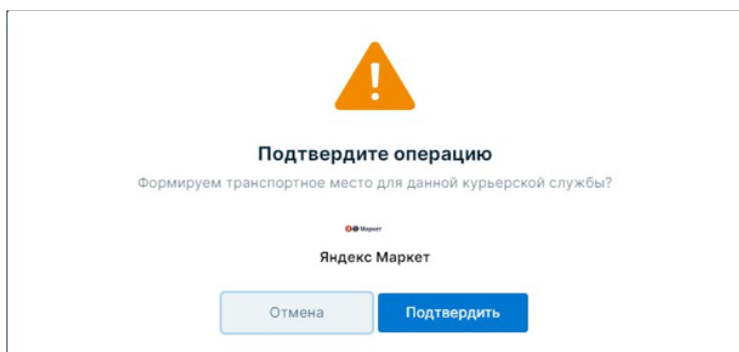 Подтвердите операцию
Формируем транспортное место для данной курьерской службы?
Маркет
Яндекс Маркет
Отмена
Подтвердить